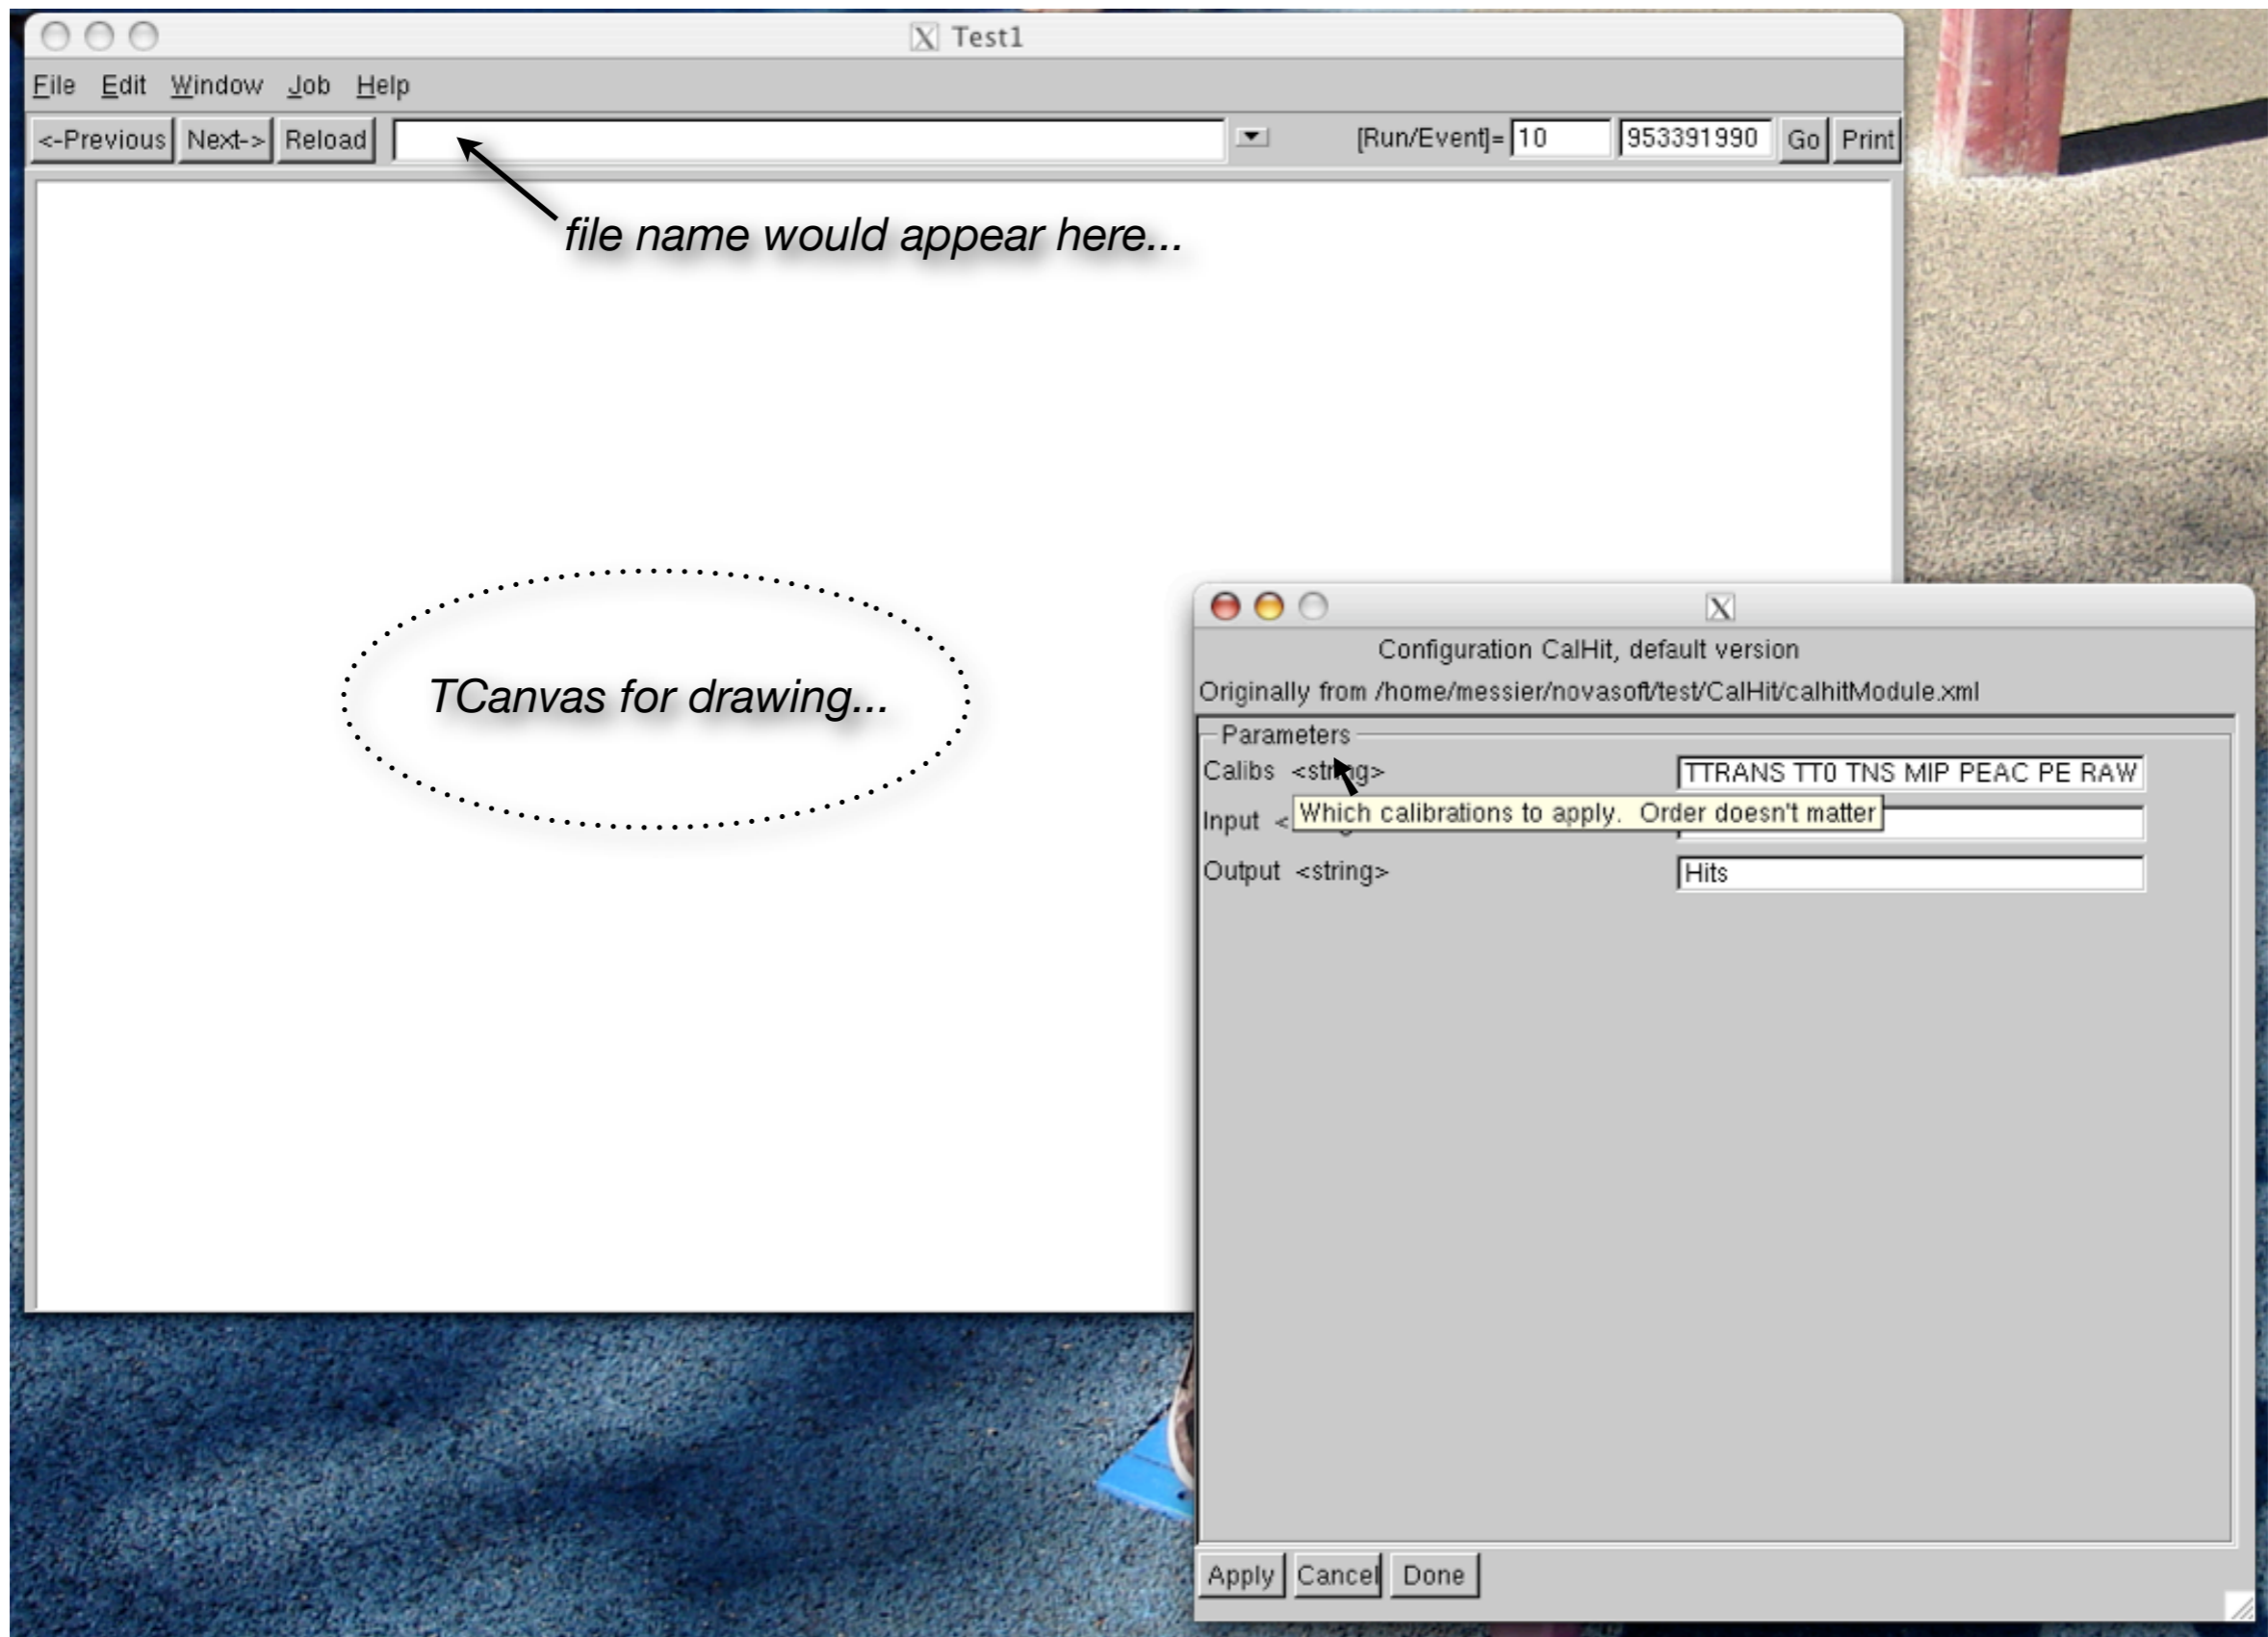 X Test1
File Edit Window Job Help
<-Previous Next-> Reload [Run/Event]= 10 953391990 Go Print
file name would appear here...
TCanvas for drawing...
X
Configuration CalHit, default version
Originally from /home/messier/novasoft/test/CalHit/calhitModule.xml
Parameters
Calibs <string> TTRANS TT0 TNS MIP PEAC PE RAW
Which calibrations to apply. Order doesn't matter
Input <
Output <string> Hits
Apply Cancel Done